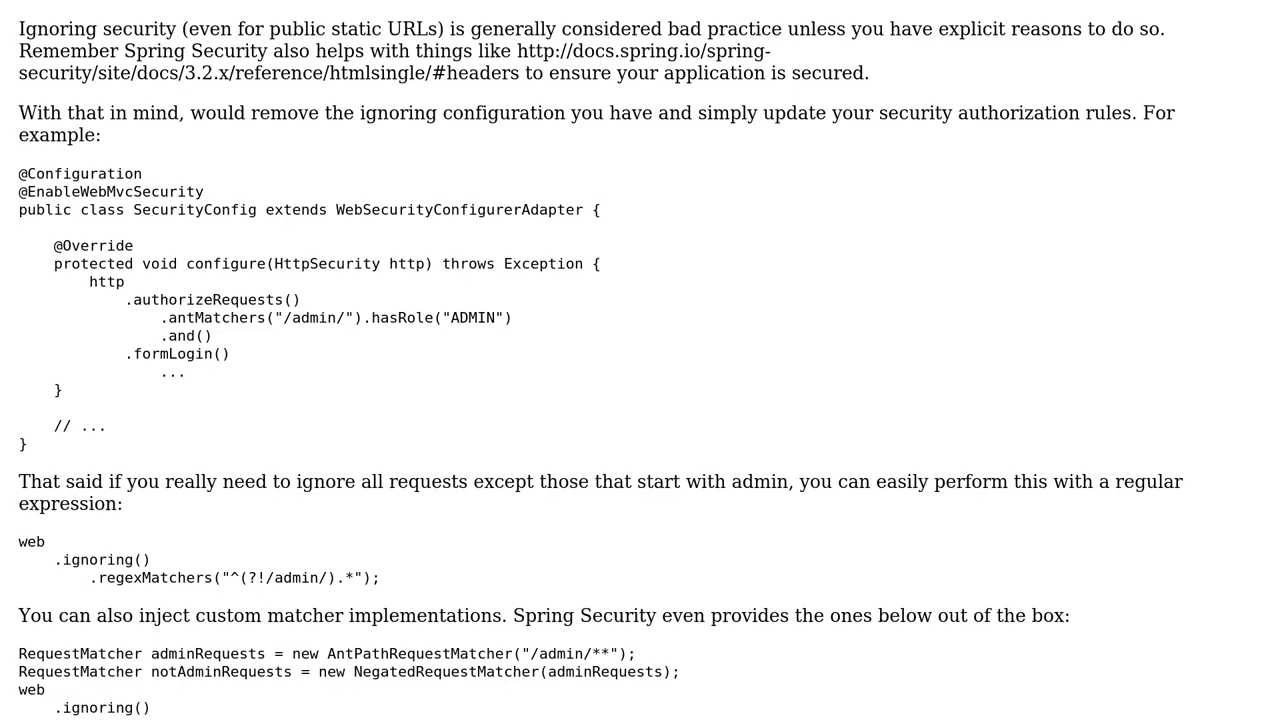 Ignoring security (even for public static URLs) is generally considered bad practice unless you have explicit reasons to do so.
Remember Spring Security also helps with things like http://docs.spring.io/spring-
security/site/docs/3.2.x/reference/htmlsingle/#headers to ensure your application is secured.
With that in mind, would remove the ignoring configuration you have and simply update your security authorization rules. For
example:
@Configuration
@EnableWebMvcSecurity
public class SecurityConfig extends WebSecurityConfigurerAdapter {
    @Override
    protected void configure(HttpSecurity http) throws Exception {
        http
            .authorizeRequests()
                .antMatchers("/admin/").hasRole("ADMIN")
                .and()
            .formLogin()
                ...
    }
    // ...
}
That said if you really need to ignore all requests except those that start with admin, you can easily perform this with a regular
expression:
web
    .ignoring()
        .regexMatchers("^(?!/admin/).*");
You can also inject custom matcher implementations. Spring Security even provides the ones below out of the box:
RequestMatcher adminRequests = new AntPathRequestMatcher("/admin/**");
RequestMatcher notAdminRequests = new NegatedRequestMatcher(adminRequests);
web
    .ignoring()